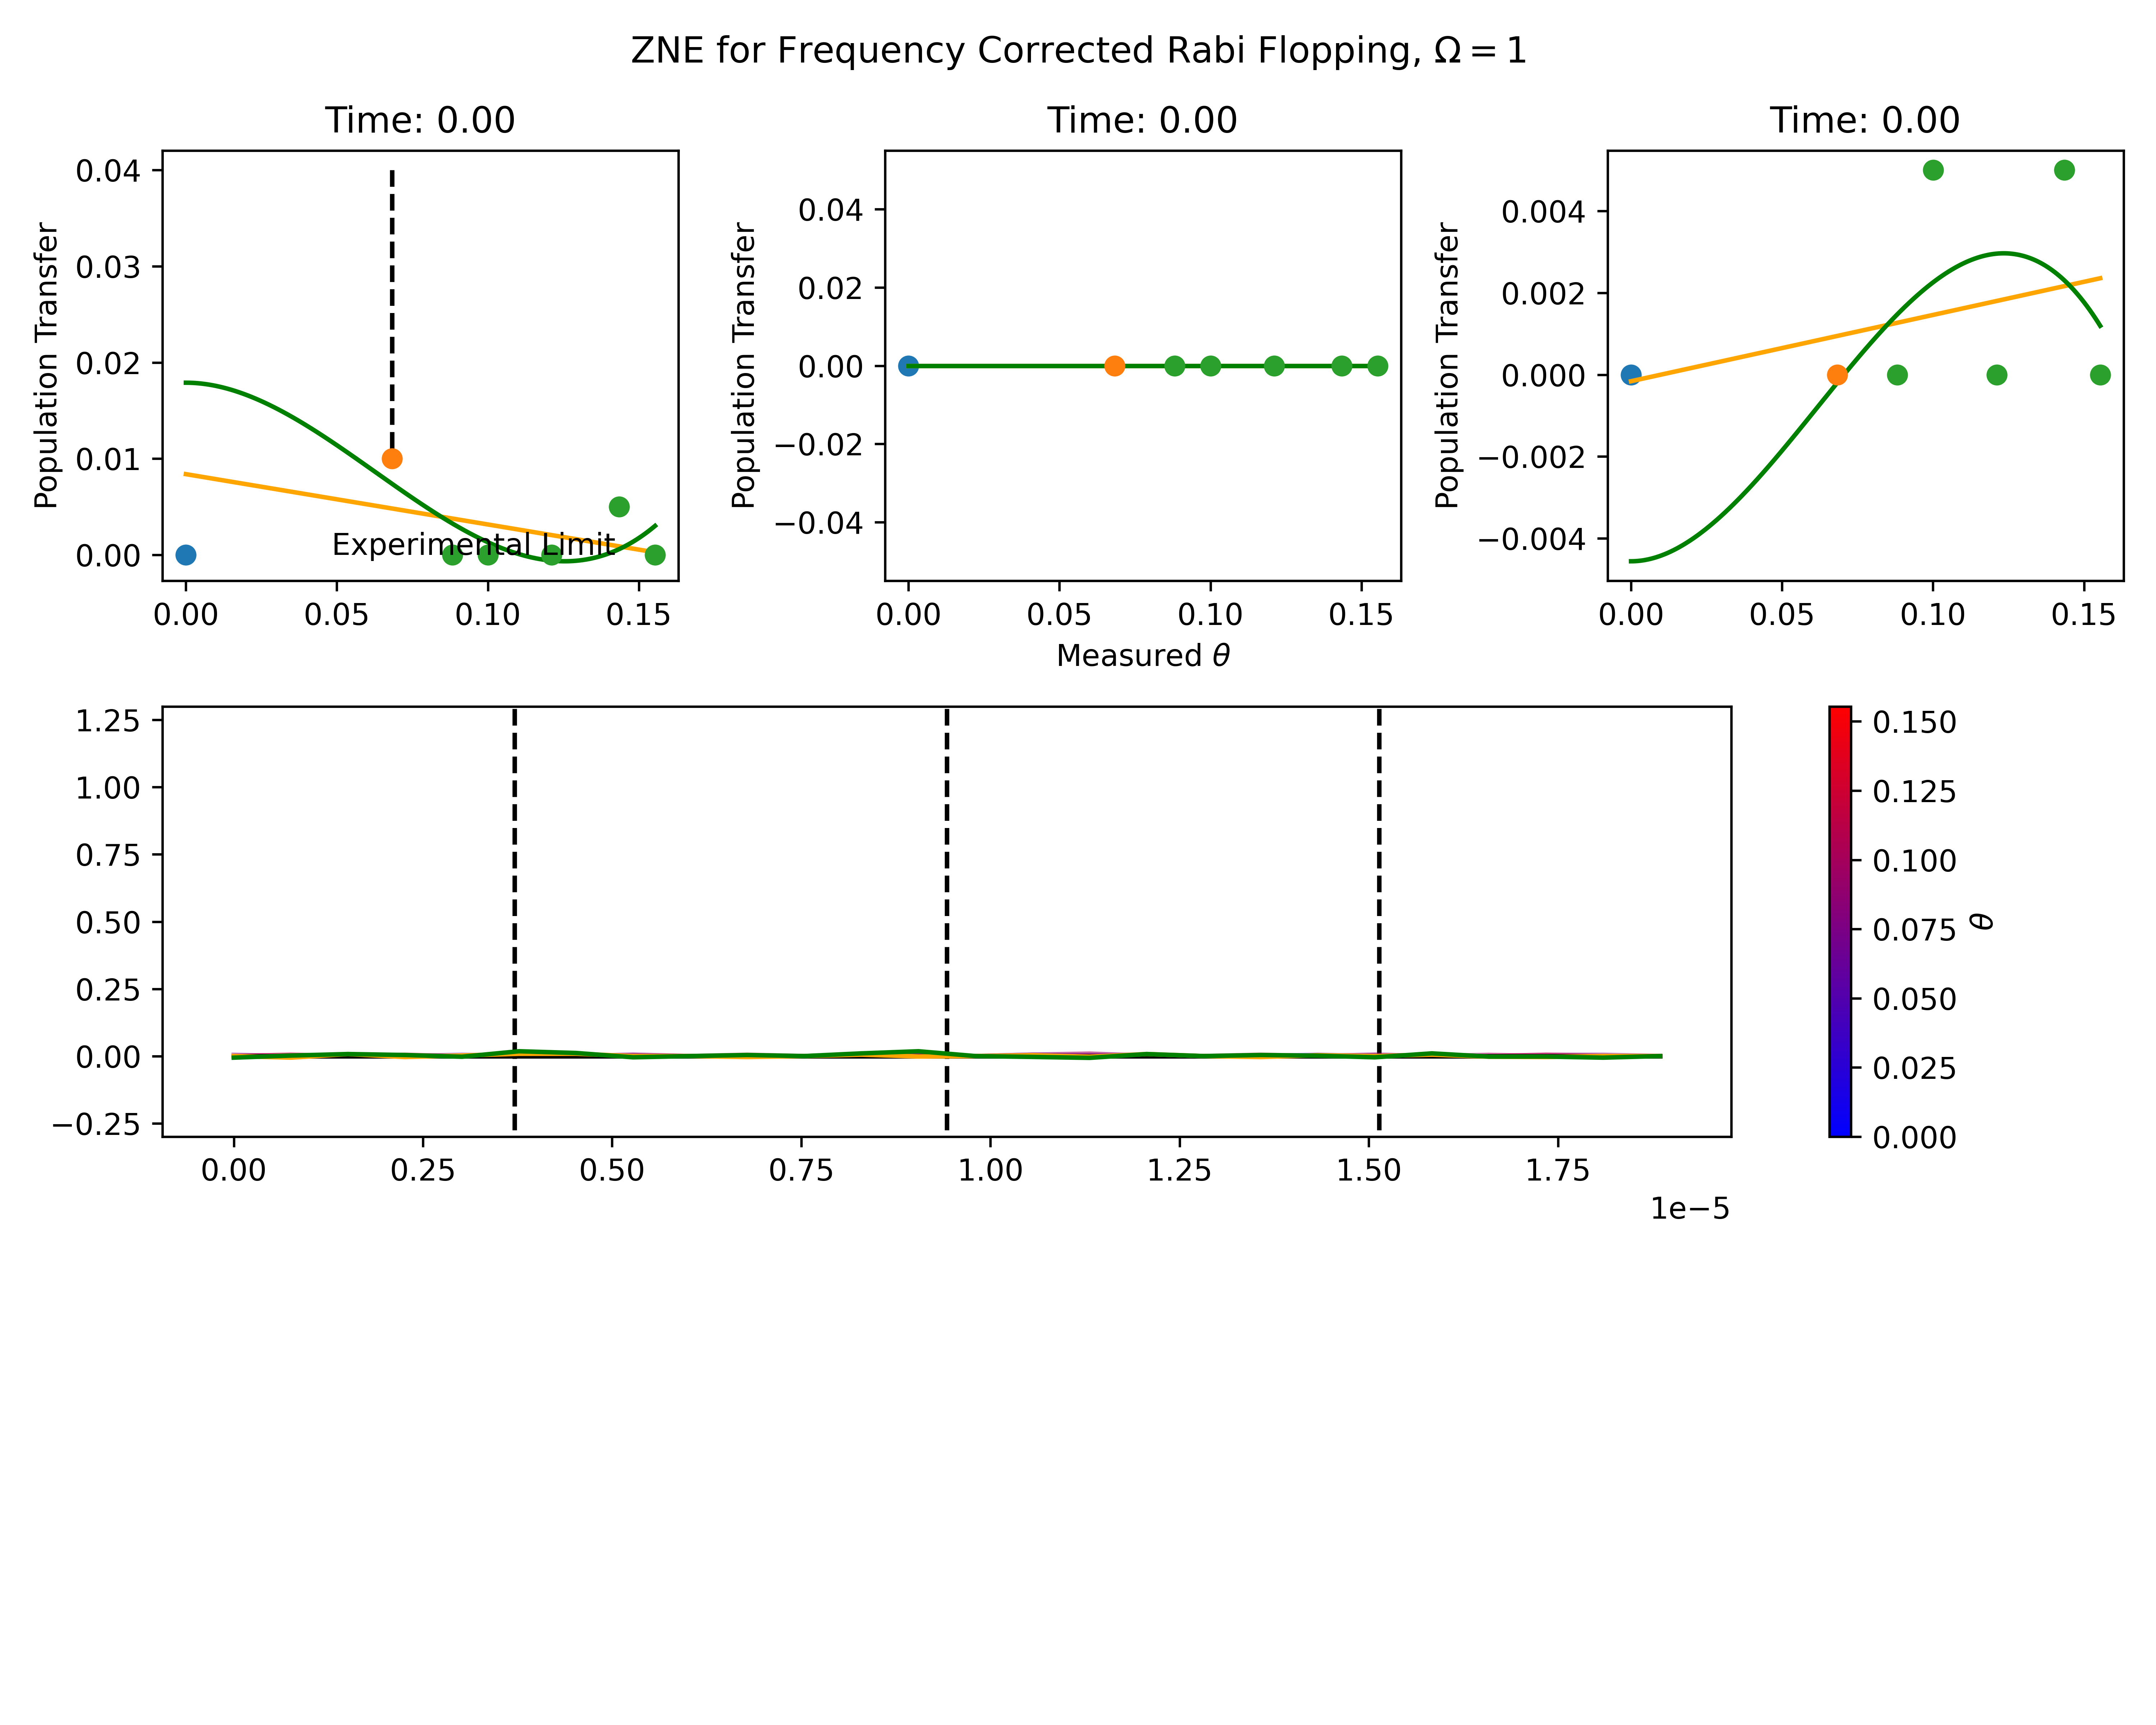 ZNE for Frequency Corrected Rabi Flopping, Ω = 1
Time: 0.00
Time: 0.00
Time: 0.00
Population Transfer
0.04
0.03
0.02
0.01
0.00
Experimental Limit
0.00 0.05 0.10 0.15
Population Transfer
0.04
0.02
0.00
−0.02
−0.04
0.00 0.05 0.10 0.15
Measured θ
Population Transfer
0.004
0.002
0.000
−0.002
−0.004
0.00 0.05 0.10 0.15
1.25
1.00
0.75
0.50
0.25
0.00
−0.25
0.00 0.25 0.50 0.75 1.00 1.25 1.50 1.75
1e−5
0.150
0.125
0.100
0.075
0.050
0.025
0.000
θ